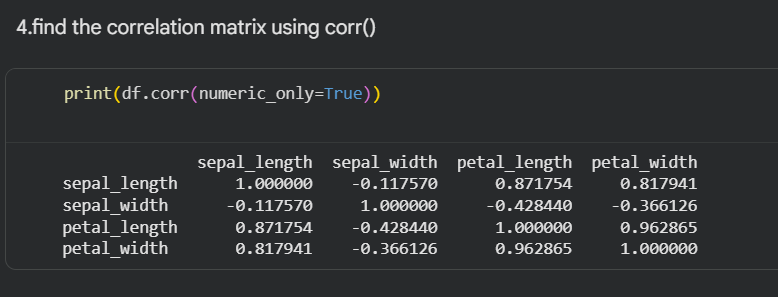 4.find the correlation matrix using corr()
print(df.corr(numeric_only=True))
sepal_length sepal_width petal_length petal_width
sepal_length 1.000000 -0.117570 0.871754 0.817941
sepal_width -0.117570 1.000000 -0.428440 -0.366126
petal_length 0.871754 -0.428440 1.000000 0.962865
petal_width 0.817941 -0.366126 0.962865 1.000000